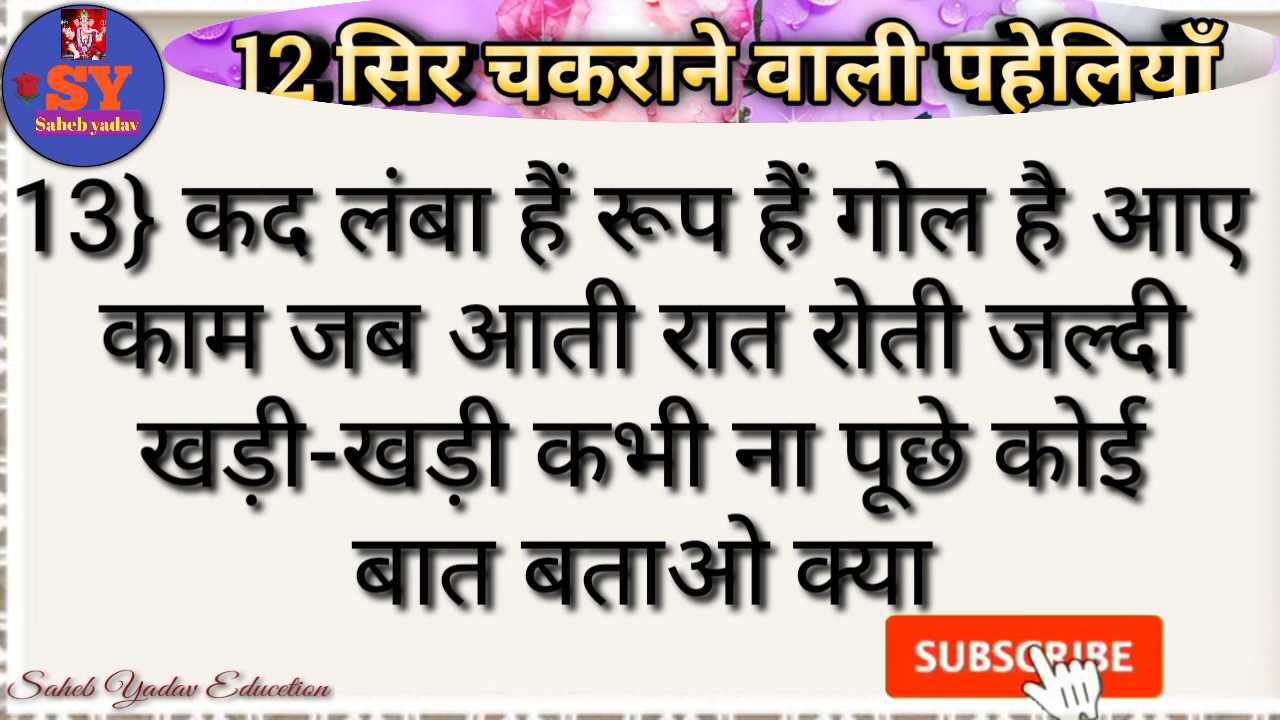 SY
Saheb yadav
12 सिर चकराने वाली पहेलियाँ
13} कद लंबा हैं रूप हैं गोल है आए
काम जब आती रात रोती जल्दी
खड़ी-खड़ी कभी ना पूछे कोई
बात बताओ क्या
SUBSCRIBE
Saheb Yadav Educetion